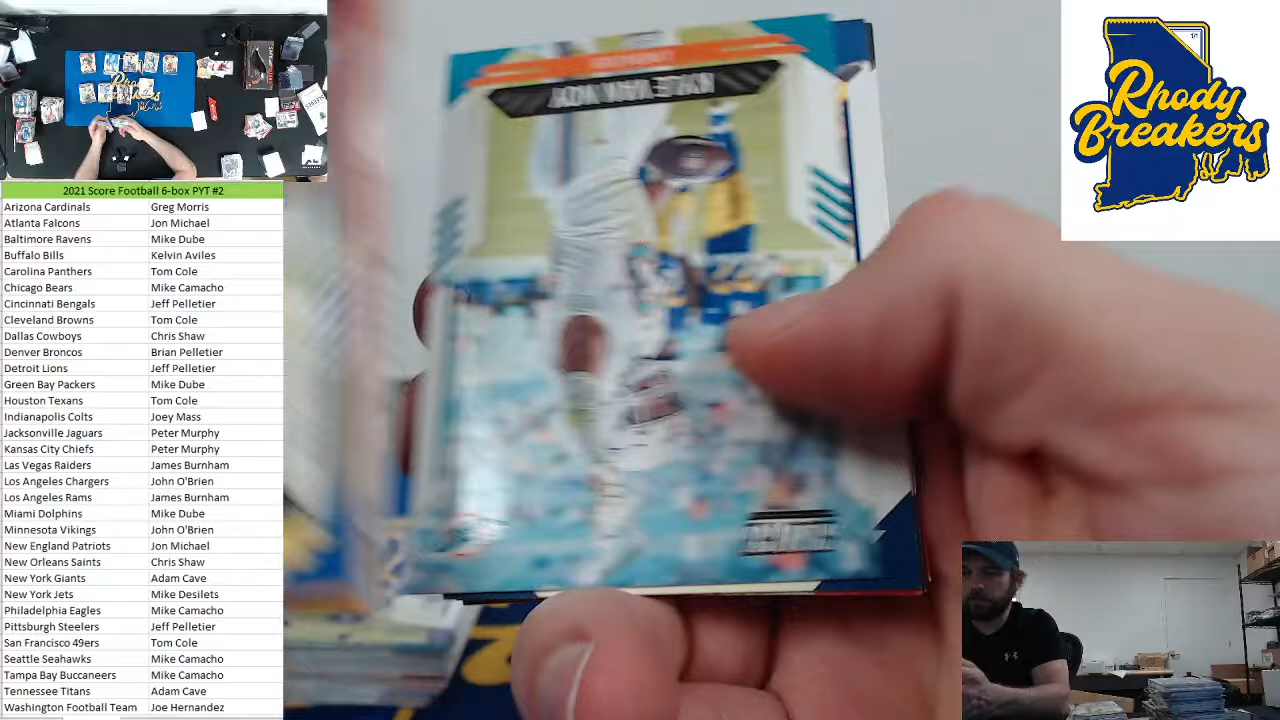 2021 Score Football 6-box PYT #2
Arizona Cardinals Greg Morris
Atlanta Falcons Jon Michael
Baltimore Ravens Mike Dube
Buffalo Bills Kelvin Aviles
Carolina Panthers Tom Cole
Chicago Bears Mike Camacho
Cincinnati Bengals Jeff Pelletier
Cleveland Browns Tom Cole
Dallas Cowboys Chris Shaw
Denver Broncos Brian Pelletier
Detroit Lions Jeff Pelletier
Green Bay Packers Mike Dube
Houston Texans Tom Cole
Indianapolis Colts Joey Mass
Jacksonville Jaguars Peter Murphy
Kansas City Chiefs Peter Murphy
Las Vegas Raiders James Burnham
Los Angeles Chargers John O'Brien
Los Angeles Rams James Burnham
Miami Dolphins Mike Dube
Minnesota Vikings John O'Brien
New England Patriots Jon Michael
New Orleans Saints Chris Shaw
New York Giants Adam Cave
New York Jets Mike Desilets
Philadelphia Eagles Mike Camacho
Pittsburgh Steelers Jeff Pelletier
San Francisco 49ers Tom Cole
Seattle Seahawks Mike Camacho
Tampa Bay Buccaneers Mike Camacho
Tennessee Titans Adam Cave
Washington Football Team Joe Hernandez
KYLE VAN NOY
Rhody
Breakers